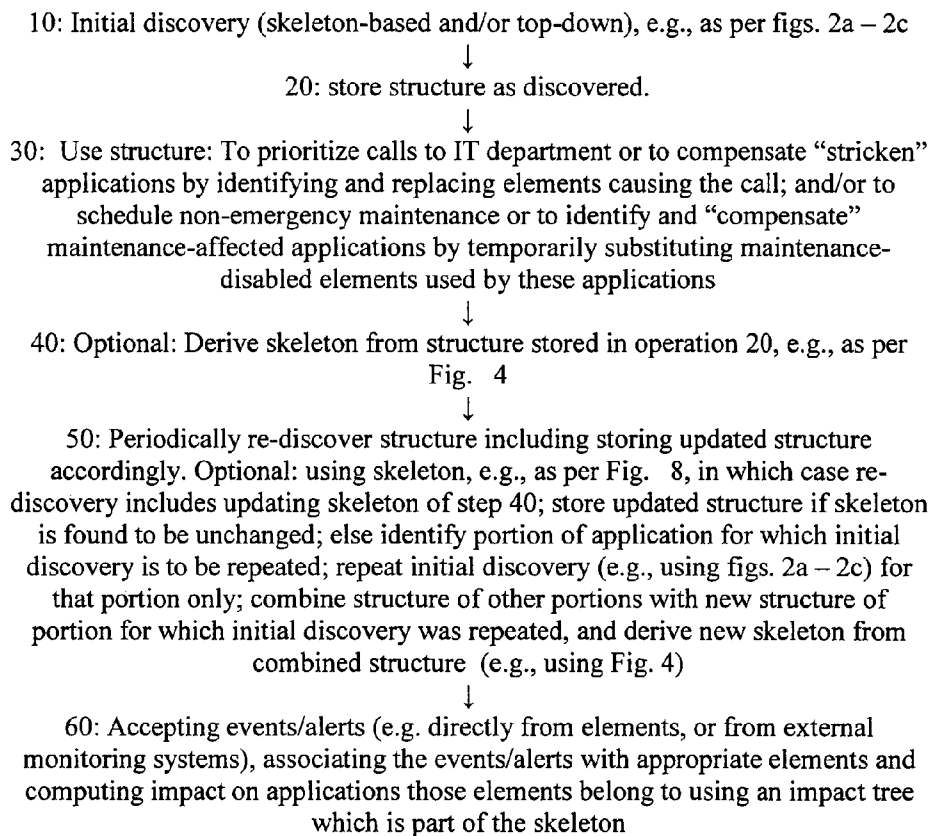 10: Initial discovery (skeleton-based and/or top-down), e.g., as per figs. 2a – 2c
↓
20: store structure as discovered.
↓
30: Use structure: To prioritize calls to IT department or to compensate “stricken”
applications by identifying and replacing elements causing the call; and/or to
schedule non-emergency maintenance or to identify and “compensate”
maintenance-affected applications by temporarily substituting maintenance-
disabled elements used by these applications
↓
40: Optional: Derive skeleton from structure stored in operation 20, e.g., as per
Fig. 4
↓
50: Periodically re-discover structure including storing updated structure
accordingly. Optional: using skeleton, e.g., as per Fig. 8, in which case re-
discovery includes updating skeleton of step 40; store updated structure if skeleton
is found to be unchanged; else identify portion of application for which initial
discovery is to be repeated; repeat initial discovery (e.g., using figs. 2a – 2c) for
that portion only; combine structure of other portions with new structure of
portion for which initial discovery was repeated, and derive new skeleton from
combined structure (e.g., using Fig. 4)
↓
60: Accepting events/alerts (e.g. directly from elements, or from external
monitoring systems), associating the events/alerts with appropriate elements and
computing impact on applications those elements belong to using an impact tree
which is part of the skeleton